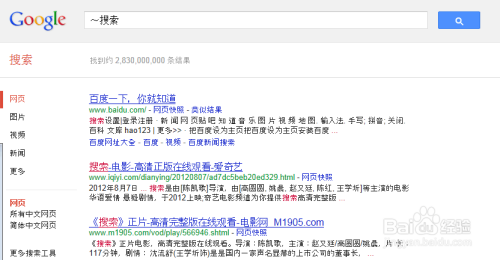 Google
~搜索
搜索
找到约 2,830,000,000 条结果
网页
图片
视频
新闻
更多
网页
所有中文网页
简体中文网页
更多搜索工具
百度一下，你就知道
www.baidu.com/ - 网页快照 - 类似结果
搜索设置|登录注册 · 新 闻 网 页 贴 吧 知 道 音 乐 图 片 视 频 地 图. 输入法. 手写; 拼音; 关闭.
百科 文库 hao123 | 更多>> · 把百度设为主页把百度设为主页安装百度 ...
百度网址大全 - 百度 - 视频 - 百度新闻搜索
搜索-电影-高清正版在线观看-爱奇艺
www.iqiyi.com/dianying/20120807/ad7dc5beb20ed329.html - 网页快照
2012年8月7日 ... 搜索是由[陈凯歌]导演，由[高圆圆, 姚晨, 赵又廷, 陈红, 王学圻]等主演的电影
华语爱情 悬疑剧情，于2012上映,奇艺电影频道为你提供搜索高清完整版 ...
《搜索》正片-高清完整版在线观看-电影网_M1905.com
www.m1905.com/vod/play/566946.shtml - 网页快照
《搜索》正片电影，高清完整版在线观看。导演：陈凯歌，主演：赵又廷/高圆圆/姚晨，片
117分钟，剧情：沈流舒(王学圻饰)是是国内一家声名显赫的上市公司的董事长，
Baidu 经验